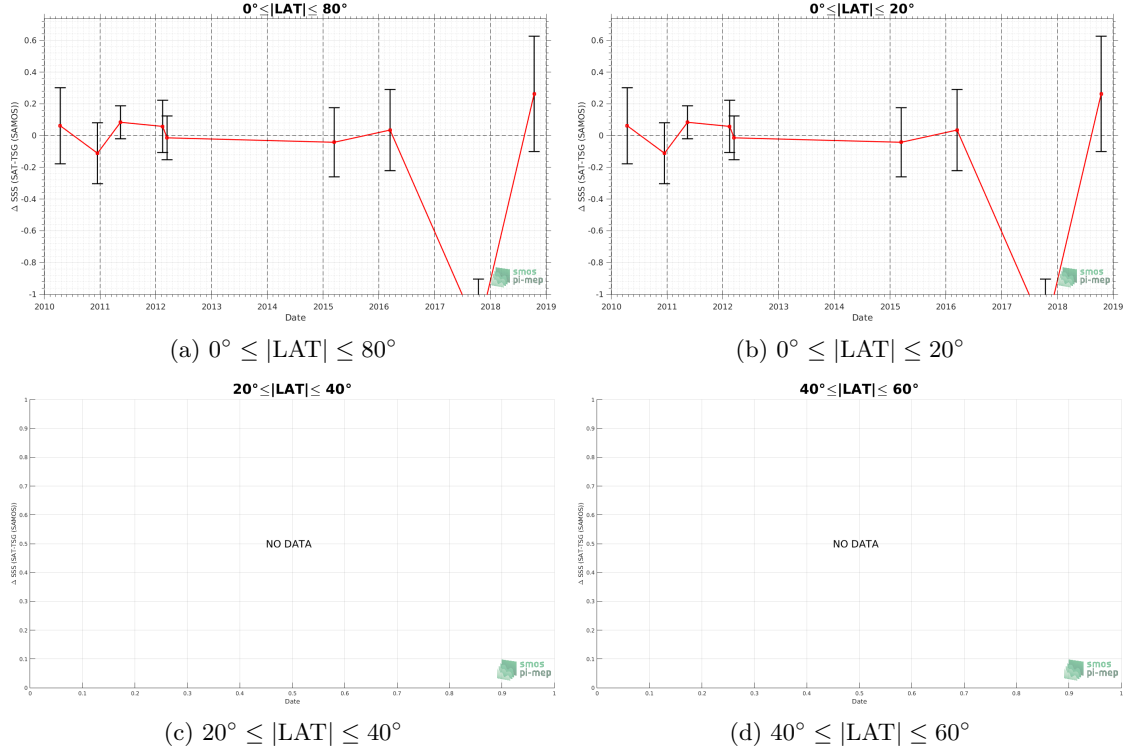 0°≤|LAT|≤ 80°
0.6
0.4
0.2
0
-0.2
-0.4
-0.6
-0.8
-1
Δ SSS (SAT-TSG (SAMOS))
2010 2011 2012 2013 2014 2015 2016 2017 2018 2019
Date
smos
pi-mep
(a) 0° ≤ |LAT| ≤ 80°
0°≤|LAT|≤ 20°
0.6
0.4
0.2
0
-0.2
-0.4
-0.6
-0.8
-1
Δ SSS (SAT-TSG (SAMOS))
2010 2011 2012 2013 2014 2015 2016 2017 2018 2019
Date
smos
pi-mep
(b) 0° ≤ |LAT| ≤ 20°
20°≤|LAT|≤ 40°
1
0.9
0.8
0.7
0.6
0.5
0.4
0.3
0.2
0.1
0
Δ SSS (SAT-TSG (SAMOS))
NO DATA
0 0.1 0.2 0.3 0.4 0.5 0.6 0.7 0.8 0.9 1
Date
smos
pi-mep
(c) 20° ≤ |LAT| ≤ 40°
40°≤|LAT|≤ 60°
1
0.9
0.8
0.7
0.6
0.5
0.4
0.3
0.2
0.1
0
Δ SSS (SAT-TSG (SAMOS))
NO DATA
0 0.1 0.2 0.3 0.4 0.5 0.6 0.7 0.8 0.9 1
Date
smos
pi-mep
(d) 40° ≤ |LAT| ≤ 60°